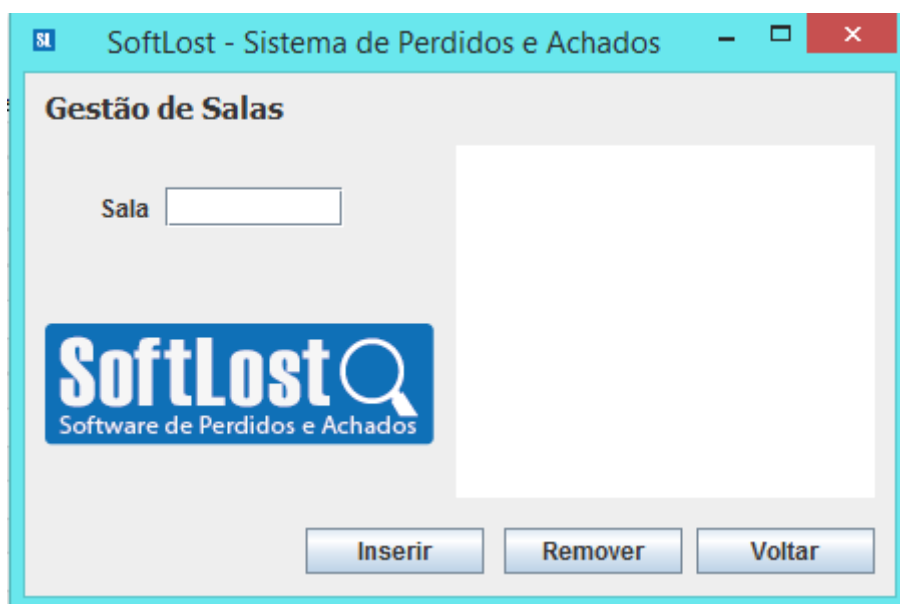 SL
SoftLost - Sistema de Perdidos e Achados
Gestão de Salas
Sala
SoftLost
Software de Perdidos e Achados
Inserir Remover Voltar